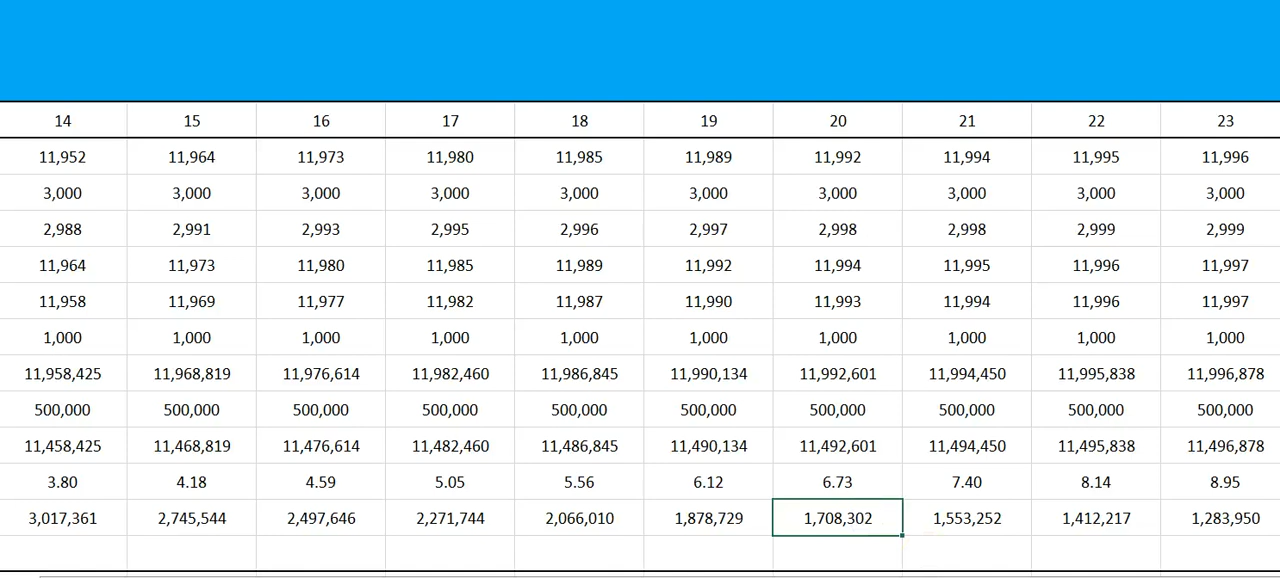 14 15 16 17 18 19 20 21 22 23
11,952 11,964 11,973 11,980 11,985 11,989 11,992 11,994 11,995 11,996
3,000 3,000 3,000 3,000 3,000 3,000 3,000 3,000 3,000 3,000
2,988 2,991 2,993 2,995 2,996 2,997 2,998 2,998 2,999 2,999
11,964 11,973 11,980 11,985 11,989 11,992 11,994 11,995 11,996 11,997
11,958 11,969 11,977 11,982 11,987 11,990 11,993 11,994 11,996 11,997
1,000 1,000 1,000 1,000 1,000 1,000 1,000 1,000 1,000 1,000
11,958,425 11,968,819 11,976,614 11,982,460 11,986,845 11,990,134 11,992,601 11,994,450 11,995,838 11,996,878
500,000 500,000 500,000 500,000 500,000 500,000 500,000 500,000 500,000 500,000
11,458,425 11,468,819 11,476,614 11,482,460 11,486,845 11,490,134 11,492,601 11,494,450 11,495,838 11,496,878
3.80 4.18 4.59 5.05 5.56 6.12 6.73 7.40 8.14 8.95
3,017,361 2,745,544 2,497,646 2,271,744 2,066,010 1,878,729 1,708,302 1,553,252 1,412,217 1,283,950